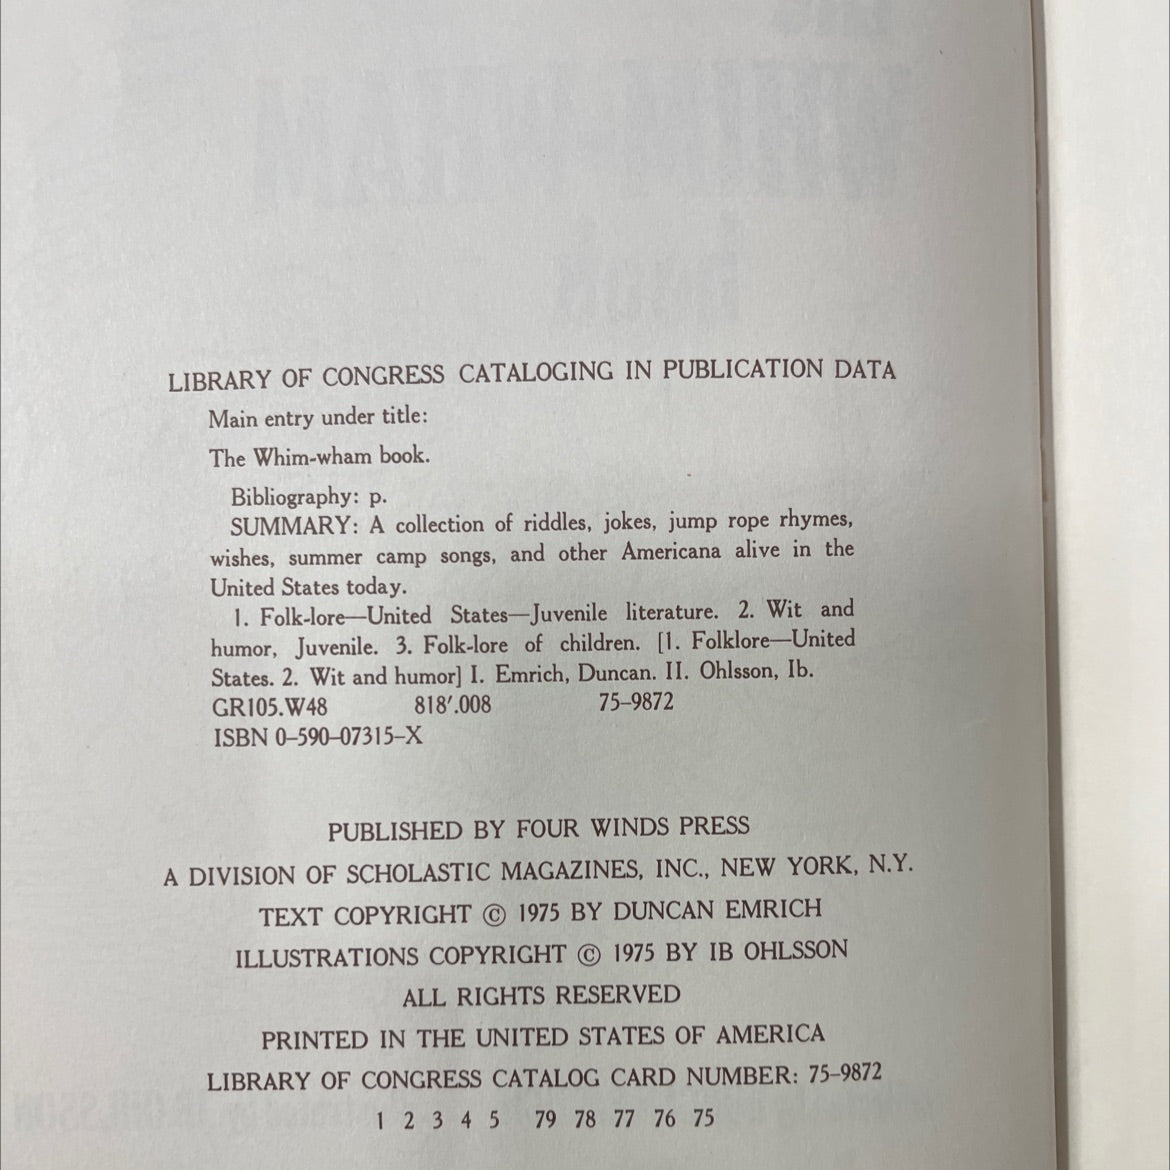 LIBRARY OF CONGRESS CATALOGING IN PUBLICATION DATA
Main entry under title:
The Whim-wham book.
Bibliography: p.
SUMMARY: A collection of riddles, jokes, jump rope rhymes,
wishes, summer camp songs, and other Americana alive in the
United States today.
1. Folk-lore—United States—Juvenile literature. 2. Wit and
humor, Juvenile. 3. Folk-lore of children. [1. Folklore—United
States. 2. Wit and humor] I. Emrich, Duncan. II. Ohlsson, Ib.
GR105.W48 818′.008 75–9872
ISBN 0–590–07315–X
PUBLISHED BY FOUR WINDS PRESS
A DIVISION OF SCHOLASTIC MAGAZINES, INC., NEW YORK, N.Y.
TEXT COPYRIGHT © 1975 BY DUNCAN EMRICH
ILLUSTRATIONS COPYRIGHT © 1975 BY IB OHLSSON
ALL RIGHTS RESERVED
PRINTED IN THE UNITED STATES OF AMERICA
LIBRARY OF CONGRESS CATALOG CARD NUMBER: 75–9872
1 2 3 4 5 79 78 77 76 75